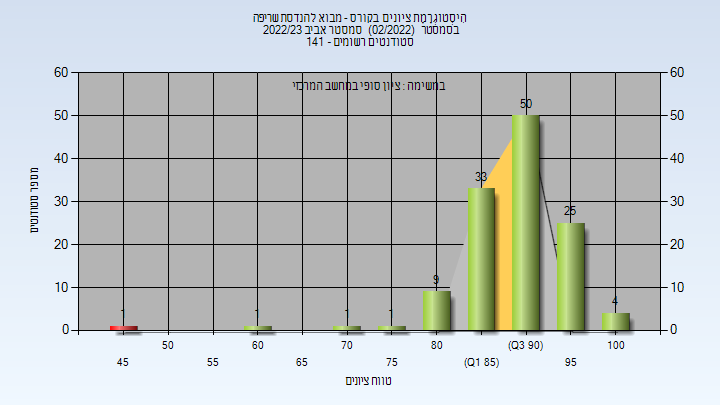 היסטוגרמת ציונים בקורס - מבוא להנדסת שריפה
בסמסטר (02/2022) סמסטר אביב 2022/23
סטודנטים רשומים - 141
במשימה : ציון סופי במחשב המרכזי
60 60
50 50
40 40
30 30
20 20
10 10
0 0
1 1 1 1 9 33 50 25 4
מספר סטודנטים
50 60 70 80 (Q3 90) 100
45 55 65 75 (Q1 85) 95
טווח ציונים